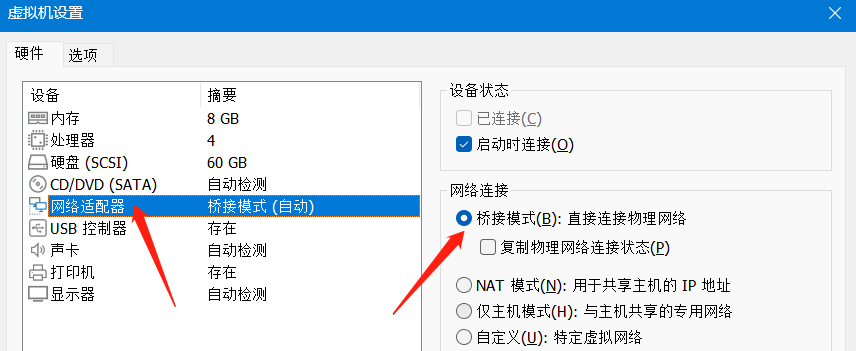 虚拟机设置
硬件 选项
设备 摘要
内存 8 GB
处理器 4
硬盘 (SCSI) 60 GB
CD/DVD (SATA) 自动检测
网络适配器 桥接模式 (自动)
USB 控制器 存在
声卡 自动检测
打印机 存在
显示器 自动检测
设备状态
已连接(C)
启动时连接(O)
网络连接
桥接模式(B): 直接连接物理网络
复制物理网络连接状态(P)
NAT 模式(N): 用于共享主机的 IP 地址
仅主机模式(H): 与主机共享的专用网络
自定义(U): 特定虚拟网络